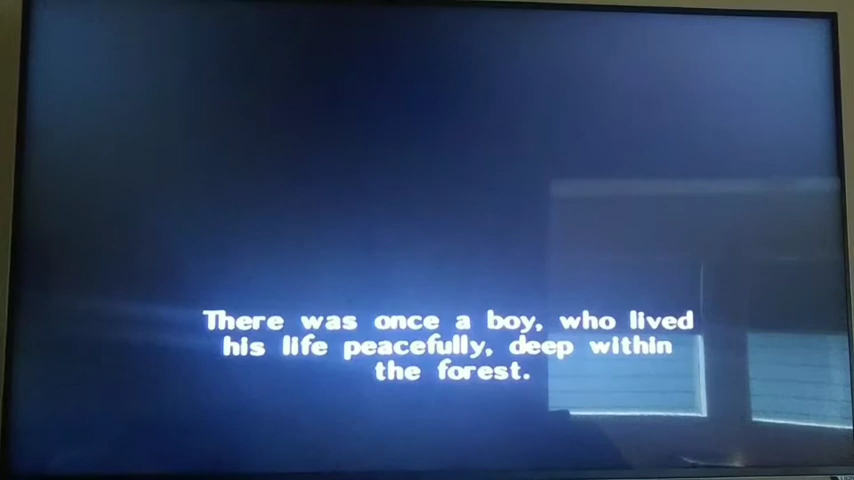 There was once a boy, who lived
his life peacefully, deep within
the forest.